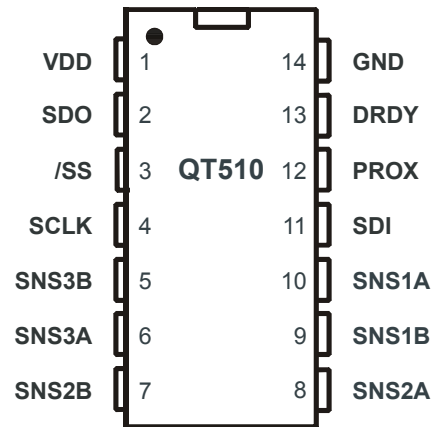 VDD 1 14 GND
SDO 2 13 DRDY
/SS 3 QT510 12 PROX
SCLK 4 11 SDI
SNS3B 5 10 SNS1A
SNS3A 6 9 SNS1B
SNS2B 7 8 SNS2A